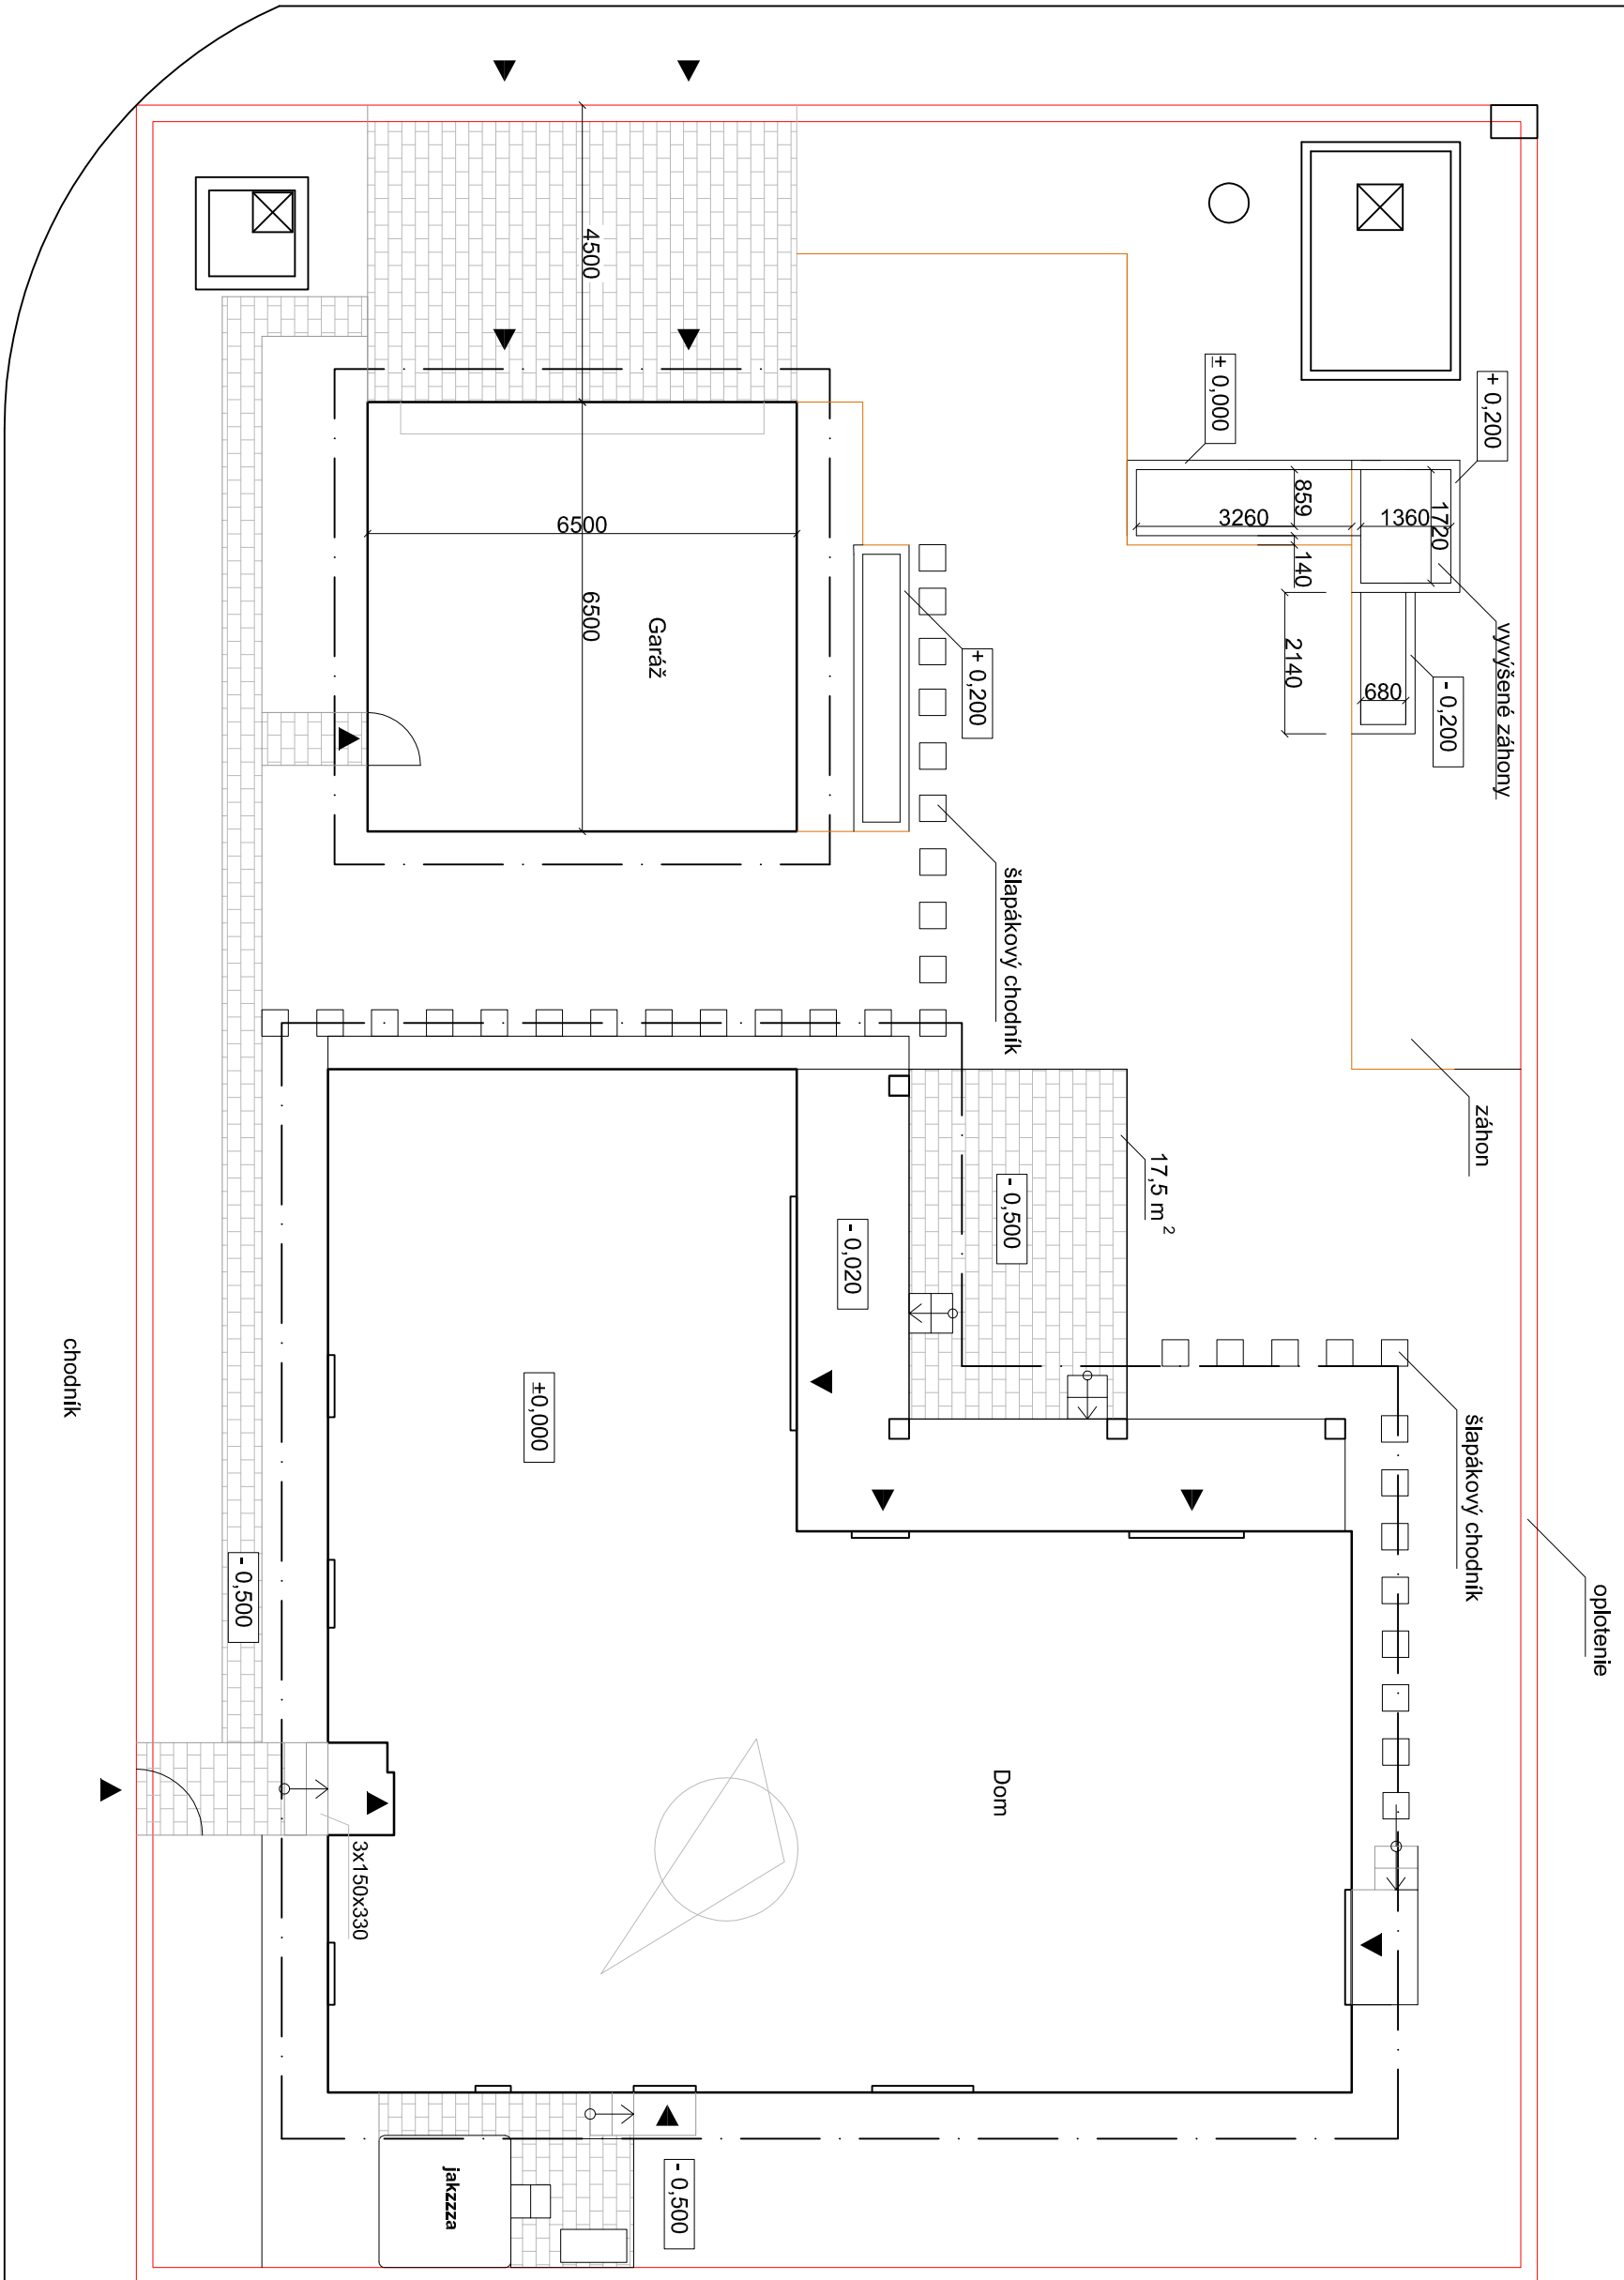 4500
± 0,000
+ 0,200
859
3260
1360
1720
140
6500
6500
Garáž
2140
680
- 0,200
vyvýšené záhony
+ 0,200
šlapákový chodník
záhon
17,5 m 2
- 0,500
- 0,020
chodník
±0,000
šlapákový chodník
oplotenie
- 0,500
Dom
3x150x330
jakzzza
- 0,500